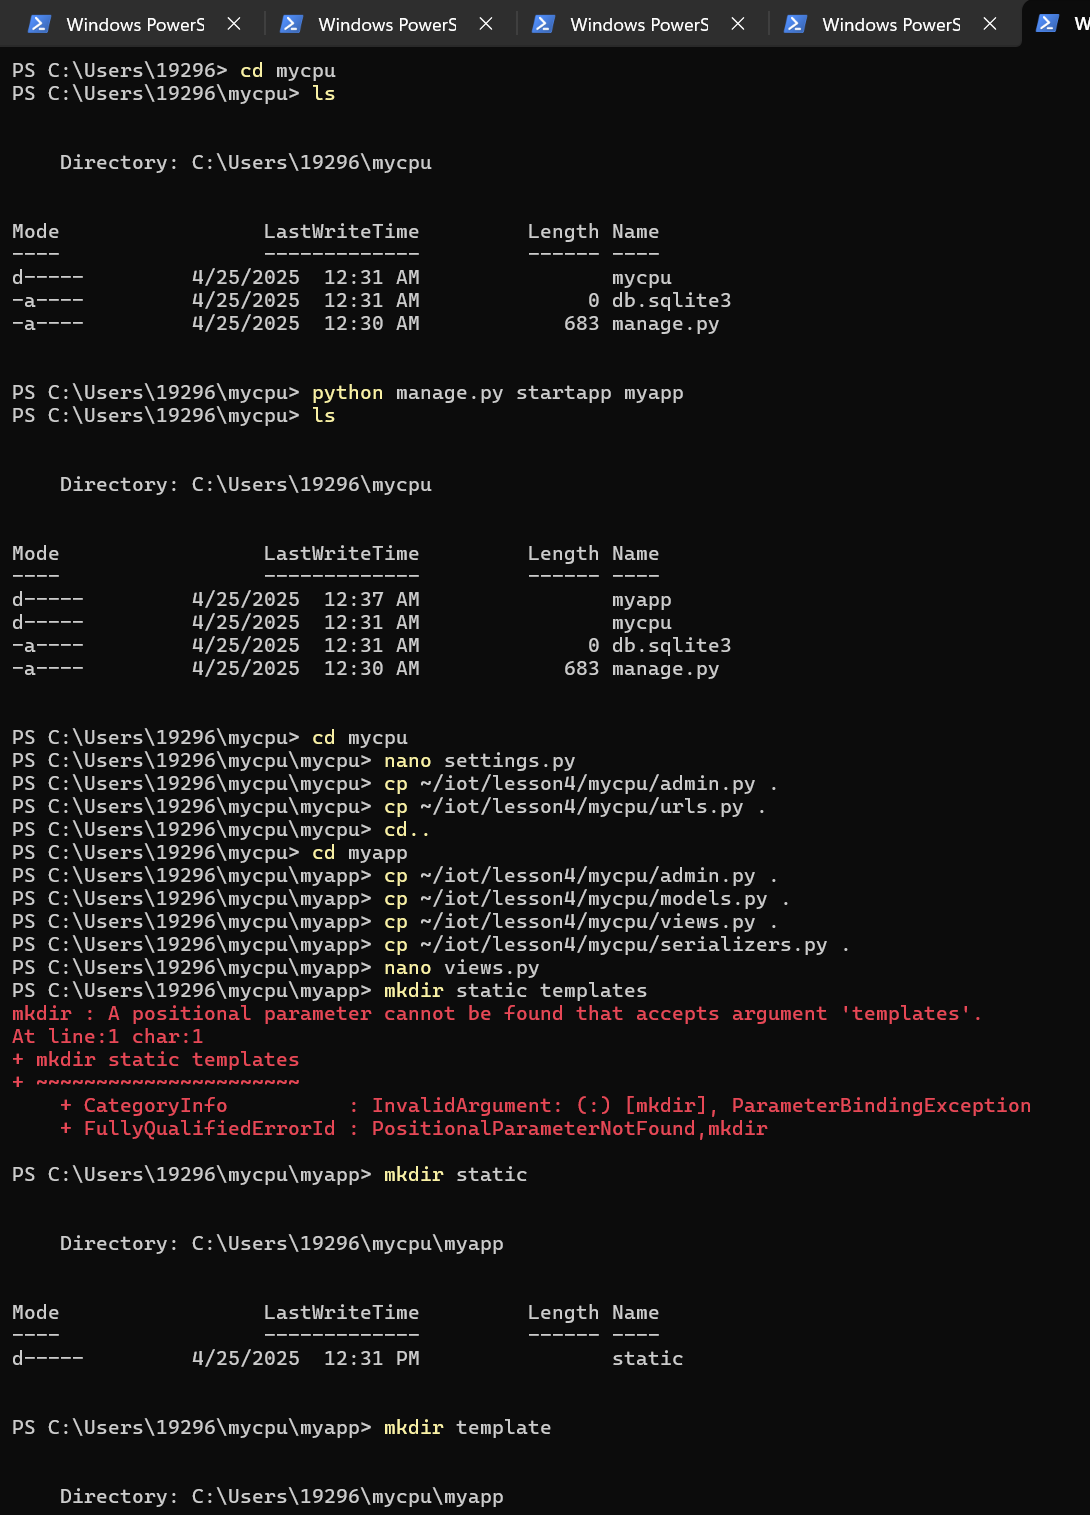 Windows PowerS Windows PowerS Windows PowerS Windows PowerS W
PS C:\Users\19296> cd mycpu
PS C:\Users\19296\mycpu> ls
Directory: C:\Users\19296\mycpu
Mode LastWriteTime Length Name
---- ------------- ------ ----
d----- 4/25/2025 12:31 AM mycpu
-a---- 4/25/2025 12:31 AM 0 db.sqlite3
-a---- 4/25/2025 12:30 AM 683 manage.py
PS C:\Users\19296\mycpu> python manage.py startapp myapp
PS C:\Users\19296\mycpu> ls
Directory: C:\Users\19296\mycpu
Mode LastWriteTime Length Name
---- ------------- ------ ----
d----- 4/25/2025 12:37 AM myapp
d----- 4/25/2025 12:31 AM mycpu
-a---- 4/25/2025 12:31 AM 0 db.sqlite3
-a---- 4/25/2025 12:30 AM 683 manage.py
PS C:\Users\19296\mycpu> cd mycpu
PS C:\Users\19296\mycpu\mycpu> nano settings.py
PS C:\Users\19296\mycpu\mycpu> cp ~/iot/lesson4/mycpu/admin.py .
PS C:\Users\19296\mycpu\mycpu> cp ~/iot/lesson4/mycpu/urls.py .
PS C:\Users\19296\mycpu\mycpu> cd..
PS C:\Users\19296\mycpu> cd myapp
PS C:\Users\19296\mycpu\myapp> cp ~/iot/lesson4/mycpu/admin.py .
PS C:\Users\19296\mycpu\myapp> cp ~/iot/lesson4/mycpu/models.py .
PS C:\Users\19296\mycpu\myapp> cp ~/iot/lesson4/mycpu/views.py .
PS C:\Users\19296\mycpu\myapp> cp ~/iot/lesson4/mycpu/serializers.py .
PS C:\Users\19296\mycpu\myapp> nano views.py
PS C:\Users\19296\mycpu\myapp> mkdir static templates
mkdir : A positional parameter cannot be found that accepts argument 'templates'.
At line:1 char:1
+ mkdir static templates
+ ~~~~~~~~~~~~~~~~~~~~~~
+ CategoryInfo : InvalidArgument: (:) [mkdir], ParameterBindingException
+ FullyQualifiedErrorId : PositionalParameterNotFound,mkdir
PS C:\Users\19296\mycpu\myapp> mkdir static
Directory: C:\Users\19296\mycpu\myapp
Mode LastWriteTime Length Name
---- ------------- ------ ----
d----- 4/25/2025 12:31 PM static
PS C:\Users\19296\mycpu\myapp> mkdir template
Directory: C:\Users\19296\mycpu\myapp